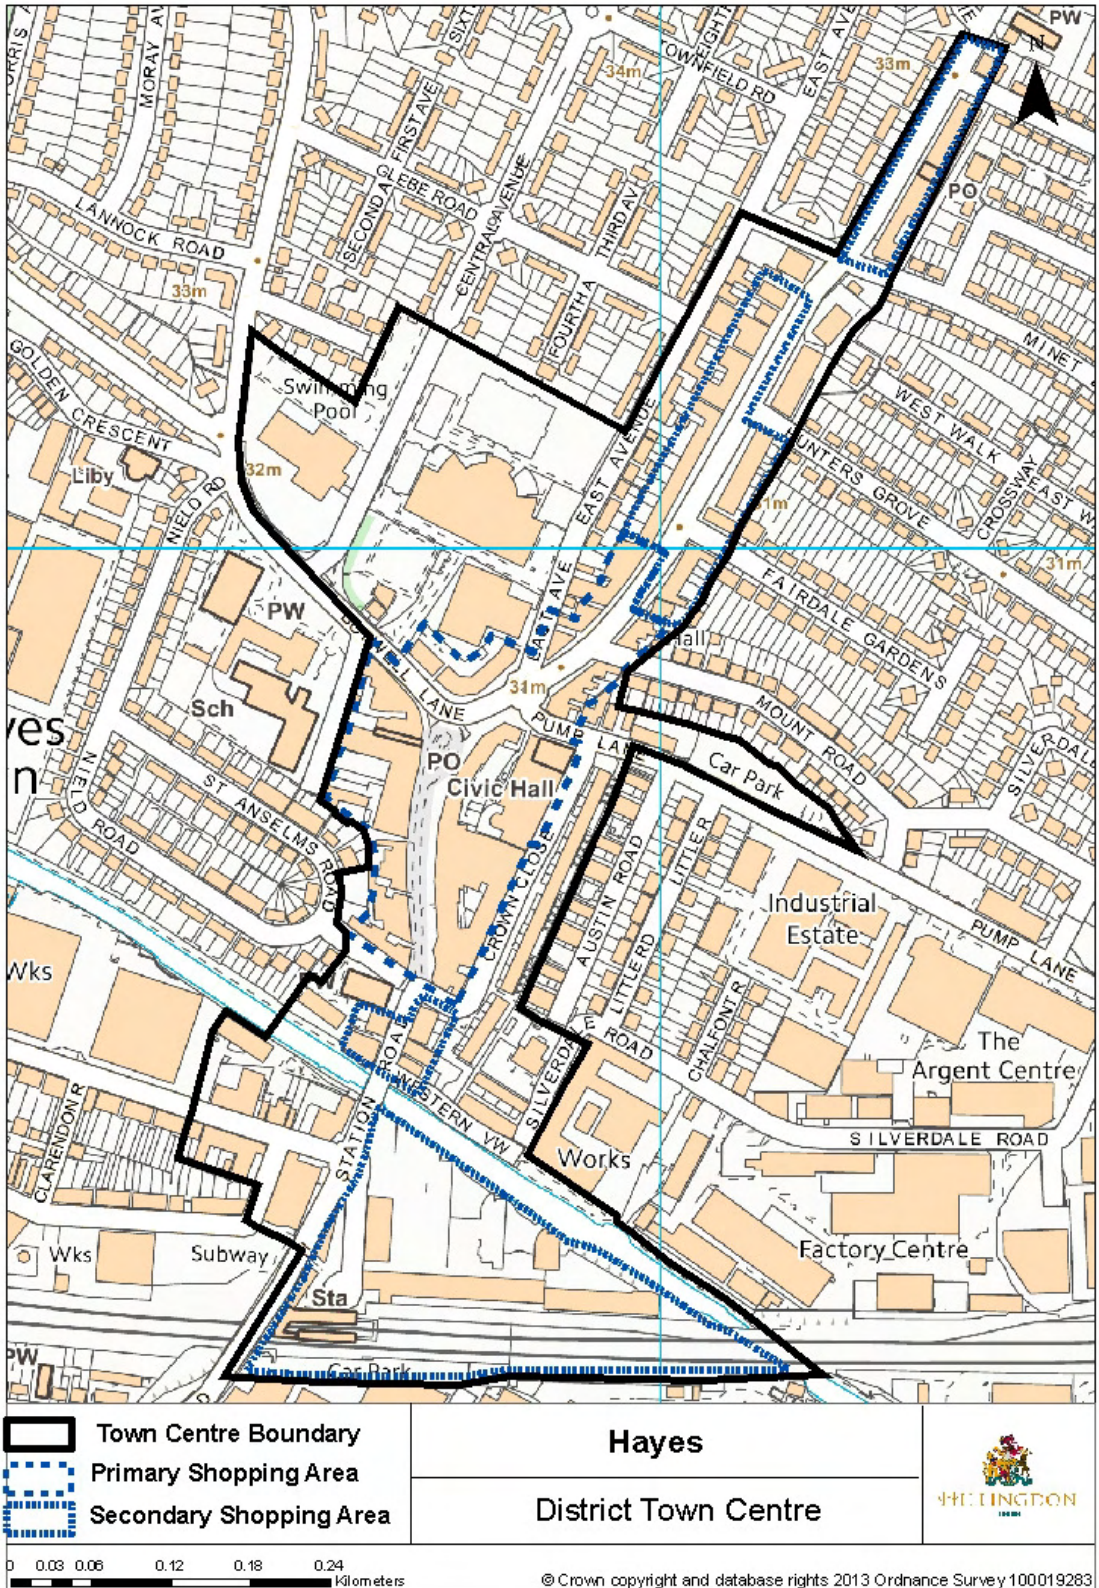 PW
N
33m
34m
TOWNFIELD RD
EAST AVE
MORAY AV
FIRST AVE
SECOND A
GLEBE ROAD
CENTRAL AVENUE
THIRD AV
FOURTH A
LANNOCK ROAD
33m
PO
MINET
GOLDEN CRESCENT
Swimming
Pool
WEST WALK
CROSSWAY
EAST W
HUNTERS GROVE
EAST AVENUE
Liby
32m
NIELD RD
31m
31m
FAIRDALE GARDENS
PW
EAST AVE
Hall
Sch
31m
LANE
PUMP LANE
MOUNT ROAD
Car Park
SILVERDALE
yes
n
PO
Civic Hall
NIELD ROAD
ST ANSELMS ROAD
CROWN CLOSE
AUSTIN ROAD
LITTLER
LITTLE RD
Industrial
Estate
PUMP LANE
Wks
CHALFONT R
The
Argent Centre
STATION ROAD
WESTERN VW
SILVERDALE ROAD
SILVERDALE ROAD
CLARENDON R
Works
Wks
Subway
Factory Centre
Sta
PW
Car Park
Town Centre Boundary
Primary Shopping Area
Secondary Shopping Area
Hayes
District Town Centre
HILLINGDON
0 0.03 0.06 0.12 0.18 0.24
Kilometers
© Crown copyright and database rights 2013 Ordnance Survey 100019283